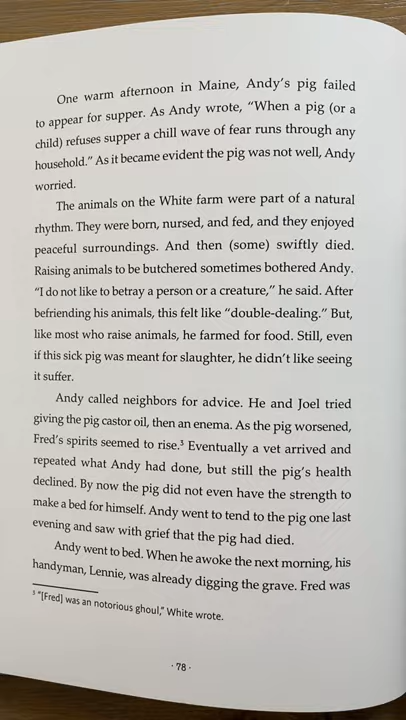 One warm afternoon in Maine, Andy's pig failed
to appear for supper. As Andy wrote, "When a pig (or a
child) refuses supper a chill wave of fear runs through any
household." As it became evident the pig was not well, Andy
worried.
The animals on the White farm were part of a natural
rhythm. They were born, nursed, and fed, and they enjoyed
peaceful surroundings. And then (some) swiftly died.
Raising animals to be butchered sometimes bothered Andy.
"I do not like to betray a person or a creature," he said. After
befriending his animals, this felt like "double-dealing." But,
like most who raise animals, he farmed for food. Still, even
if this sick pig was meant for slaughter, he didn't like seeing
it suffer.
Andy called neighbors for advice. He and Joel tried
giving the pig castor oil, then an enema. As the pig worsened,
Fred's spirits seemed to rise.³ Eventually a vet arrived and
repeated what Andy had done, but still the pig's health
declined. By now the pig did not even have the strength to
make a bed for himself. Andy went to tend to the pig one last
evening and saw with grief that the pig had died.
Andy went to bed. When he awoke the next morning, his
handyman, Lennie, was already digging the grave. Fred was
³ "[Fred] was an notorious ghoul," White wrote.
· 78 ·